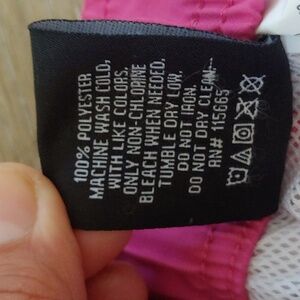 100% POLYESTER
MACHINE WASH COLD,
WITH LIKE COLORS.
ONLY NON-CHLORINE
BLEACH WHEN NEEDED.
TUMBLE DRY LOW.
DO NOT IRON.
DO NOT DRY CLEAN.
RN# 115665